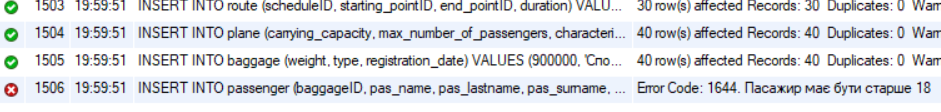 1503 19:59:51 INSERT INTO route (scheduleID, starting_pointID, end_pointID, duration) VALU... 30 row(s) affected Records: 30 Duplicates: 0 Warn
1504 19:59:51 INSERT INTO plane (carrying_capacity, max_number_of_passengers, characteri... 40 row(s) affected Records: 40 Duplicates: 0 Warn
1505 19:59:51 INSERT INTO baggage (weight, type, registration_date) VALUES (900000, 'Спо... 40 row(s) affected Records: 40 Duplicates: 0 Warn
1506 19:59:51 INSERT INTO passenger (baggageID, pas_name, pas_lastname, pas_surname, ... Error Code: 1644. Пасажир має бути старше 18